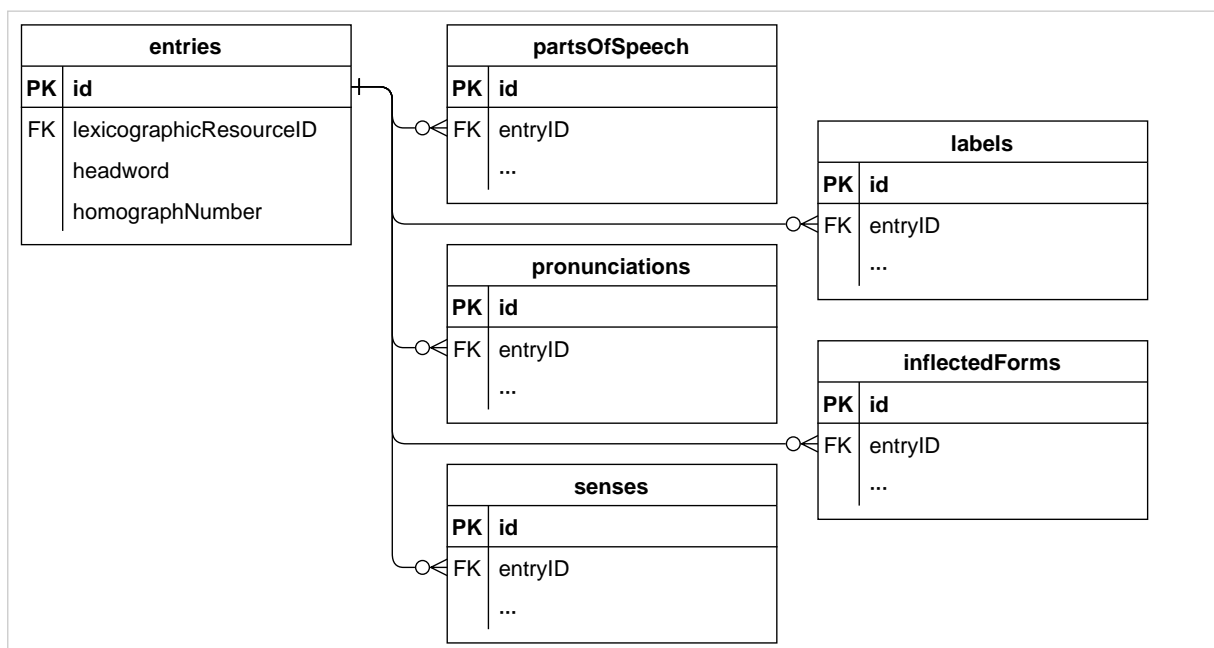 entries
PK id
FK lexicographicResourceID
headword
homographNumber
partsOfSpeech
PK id
FK entryID
...
labels
PK id
FK entryID
...
pronunciations
PK id
FK entryID
...
inflectedForms
PK id
FK entryID
...
senses
PK id
FK entryID
...